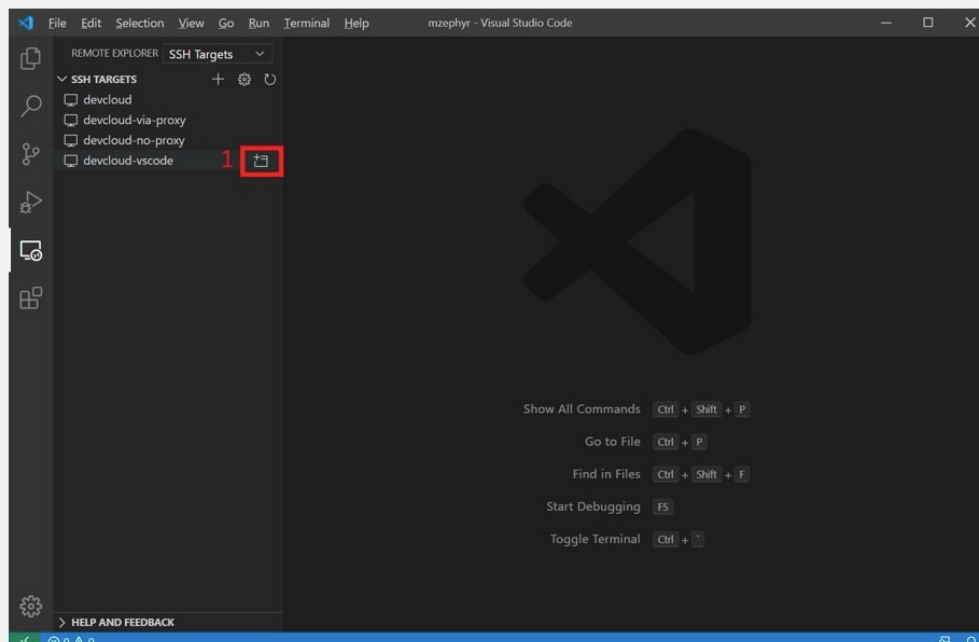 File Edit Selection View Go Run Terminal Help mzephyr - Visual Studio Code
REMOTE EXPLORER SSH Targets
SSH TARGETS
devcloud
devcloud-via-proxy
devcloud-no-proxy
devcloud-vscode 1
Show All Commands Ctrl + Shift + P
Go to File Ctrl + P
Find in Files Ctrl + Shift + F
Start Debugging F5
Toggle Terminal Ctrl + `
HELP AND FEEDBACK
0 0